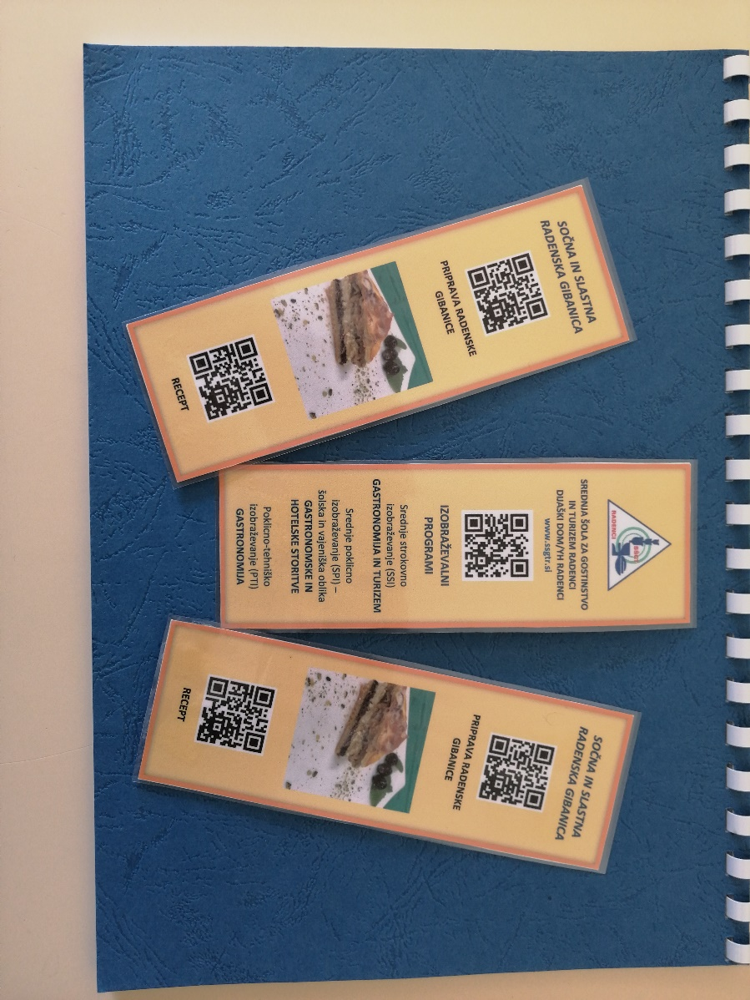 SOČNA IN SLASTNA
RADENSKA GIBANICA
PRIPRAVA RADENSKE
GIBANICE
RECEPT
RADENCI
SŠGT
SREDNJA ŠOLA ZA GOSTINSTVO
IN TURIZEM RADENCI
DIJAŠKI DOM/YH RADENCI
www.ssgtr.si
IZOBRAŽEVALNI
PROGRAMI
Srednje strokovno
izobraževanje (SSI)
GASTRONOMIJA IN TURIZEM
Srednje poklicno
izobraževanje (SPI) –
šolska in vajeniška oblika
GASTRONOMSKE IN
HOTELSKE STORITVE
Poklicno-tehniško
izobraževanje (PTI)
GASTRONOMIJA
SOČNA IN SLASTNA
RADENSKA GIBANICA
PRIPRAVA RADENSKE
GIBANICE
RECEPT